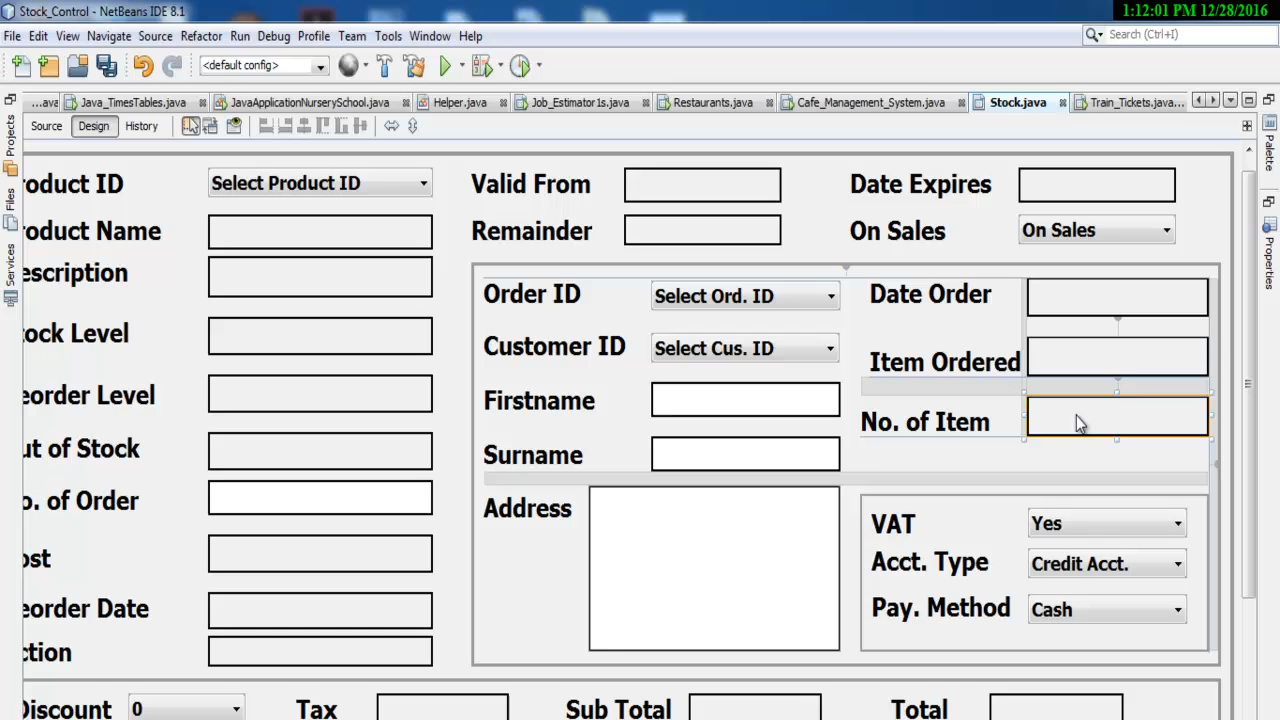 Stock_Control - NetBeans IDE 8.1
1:12:01 PM 12/28/2016
File Edit View Navigate Source Refactor Run Debug Profile Team Tools Window Help
Search (Ctrl+I)
<default config>
...ava Java_TimesTables.java JavaApplicationNurserySchool.java Helper.java Job_Estimator1s.java Restaurants.java Cafe_Management_System.java Stock.java Train_Tickets.java...
Source Design History
Projects
Files
Services
Palette
Properties
roduct ID Select Product ID Valid From Date Expires
roduct Name Remainder On Sales On Sales
escription
Order ID Select Ord. ID Date Order
tock Level Customer ID Select Cus. ID Item Ordered
eorder Level Firstname No. of Item
ut of Stock Surname
o. of Order Address VAT Yes
ost Acct. Type Credit Acct.
eorder Date Pay. Method Cash
ction
Discount 0 Tax Sub Total Total